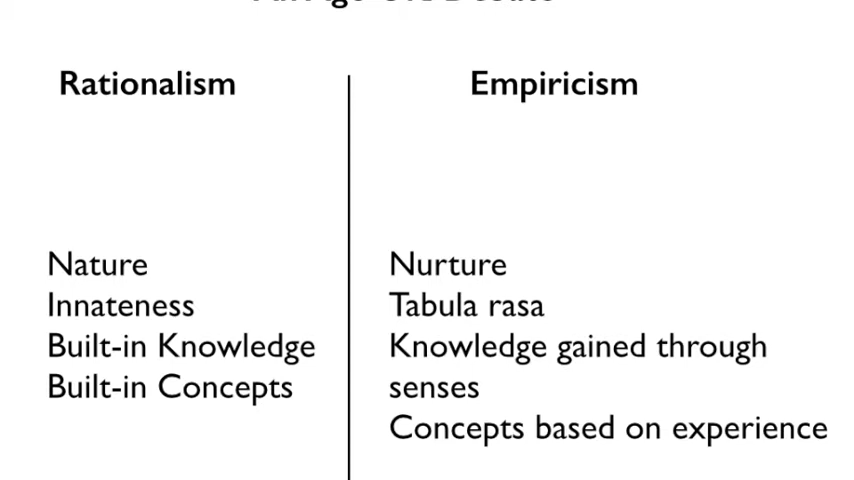 Rationalism
Empiricism
Nature
Innateness
Built-in Knowledge
Built-in Concepts
Nurture
Tabula rasa
Knowledge gained through
senses
Concepts based on experience